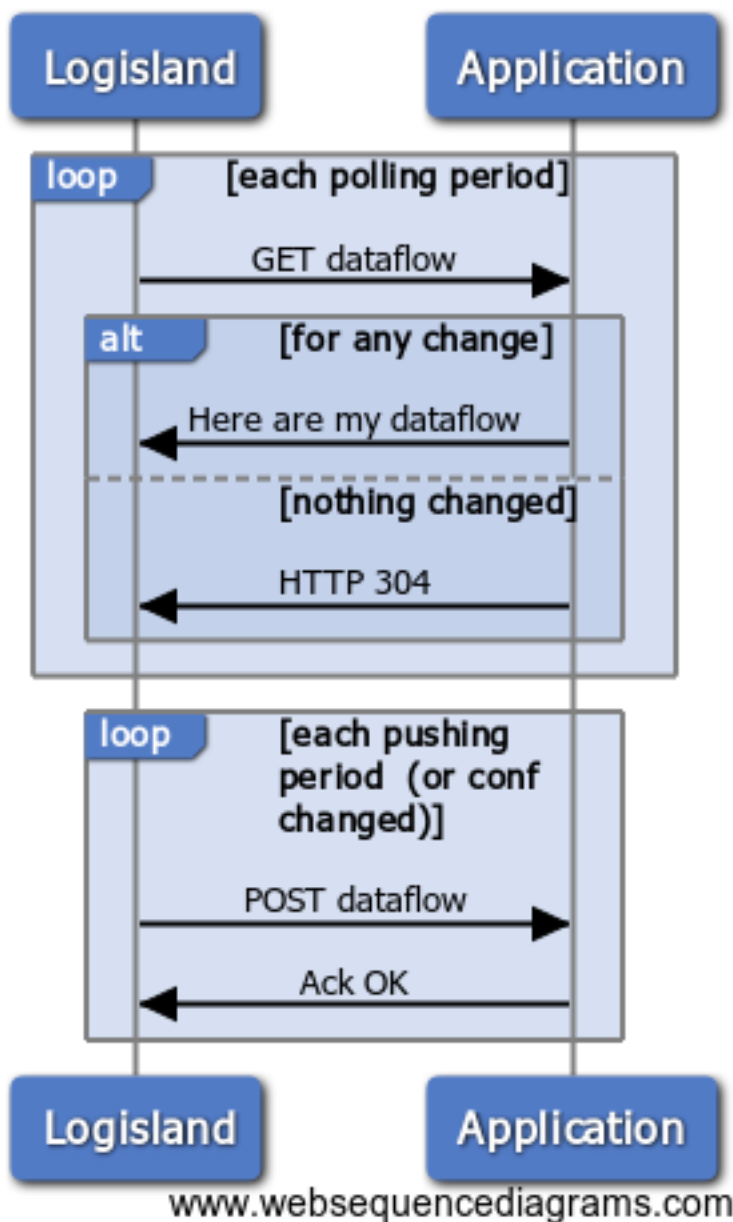 Logisland
Application
loop
[each polling period]
GET dataflow
alt
[for any change]
Here are my dataflow
[nothing changed]
HTTP 304
loop
[each pushing
period (or conf
changed)]
POST dataflow
Ack OK
Logisland
Application
www.websequencediagrams.com